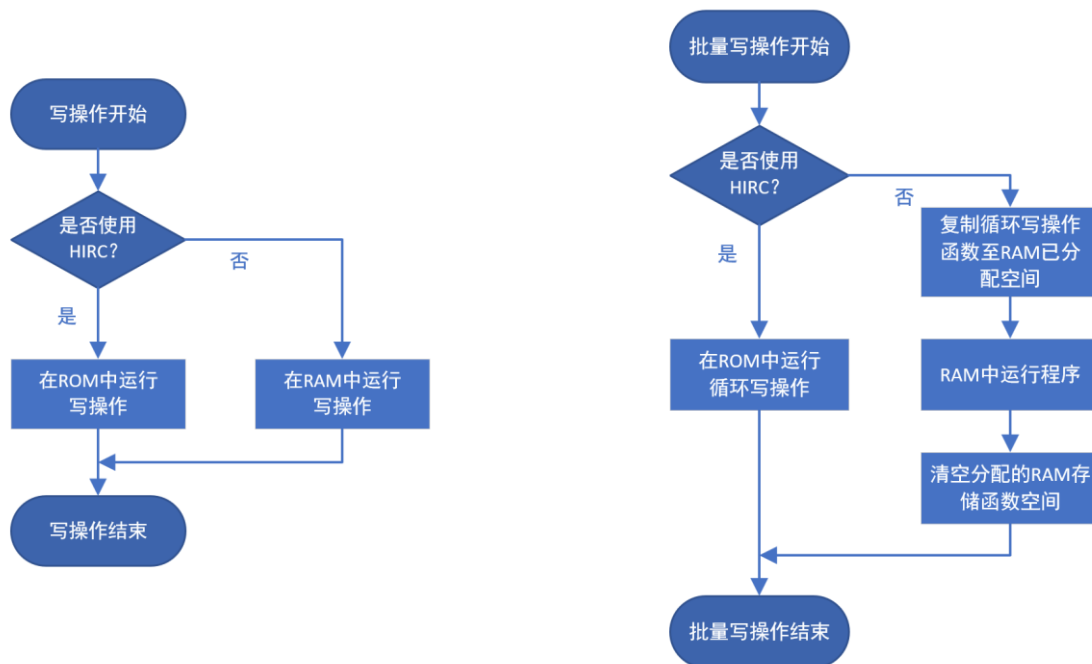 写操作开始
是否使用
HIRC?
否
是
在ROM中运行
写操作
在RAM中运行
写操作
写操作结束
批量写操作开始
是否使用
HIRC?
否
是
复制循环写操作
函数至RAM已分
配空间
在ROM中运行
循环写操作
RAM中运行程序
清空分配的RAM存
储函数空间
批量写操作结束